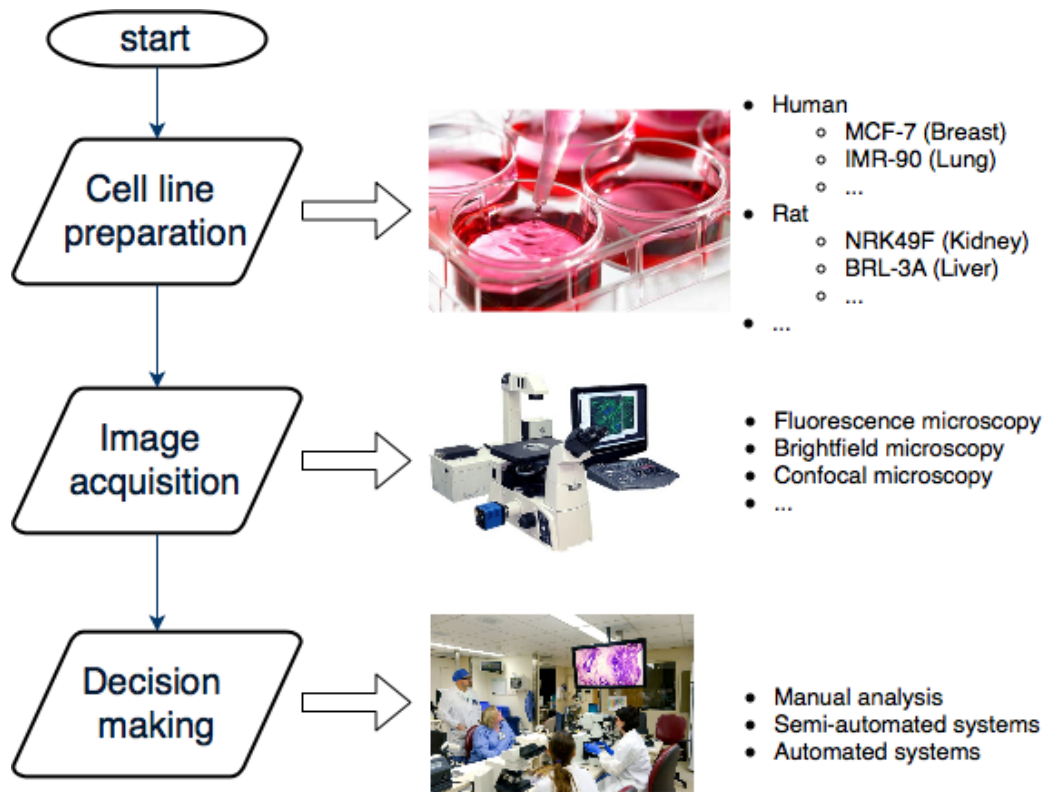 start
Cell line
preparation
• Human
◦ MCF-7 (Breast)
◦ IMR-90 (Lung)
◦ ...
• Rat
◦ NRK49F (Kidney)
◦ BRL-3A (Liver)
◦ ...
• ...
Image
acquisition
• Fluorescence microscopy
• Brightfield microscopy
• Confocal microscopy
• ...
Decision
making
• Manual analysis
• Semi-automated systems
• Automated systems